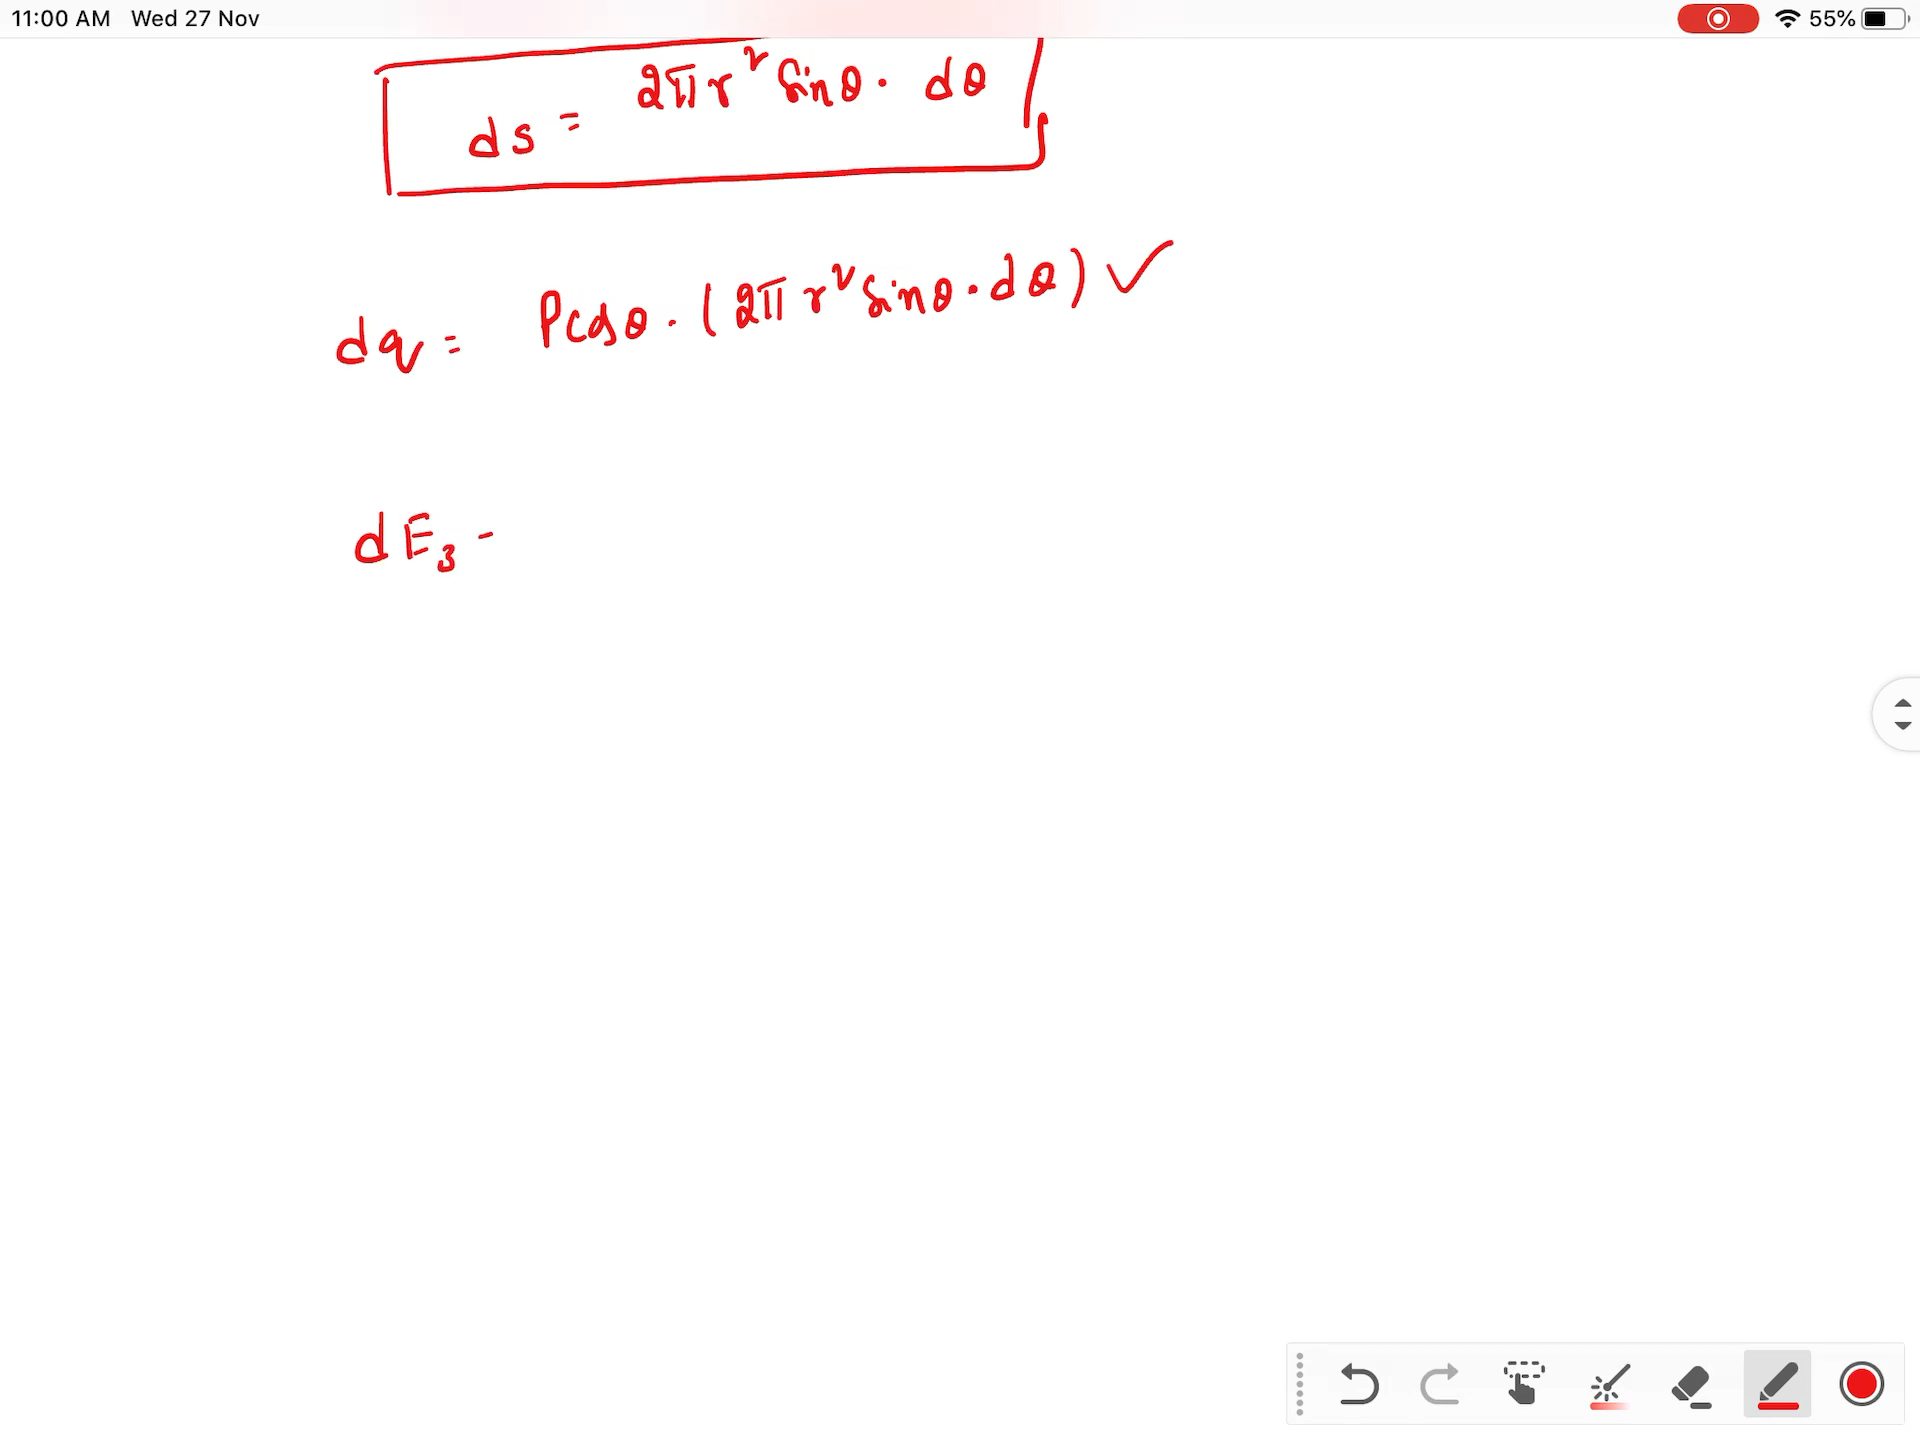 11:00 AM Wed 27 Nov 55%
ds = 2πr² sinθ · dθ
dq = Pcosθ · (2πr² sinθ · dθ) ✓
dE₃ -